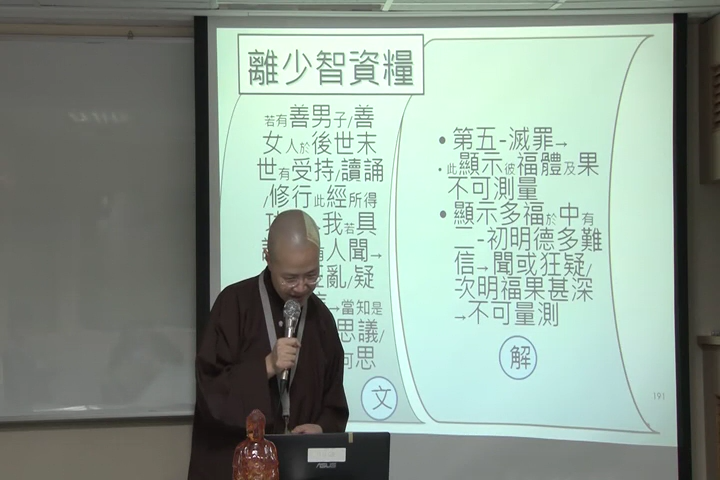 離少智資糧
若有善男子/善
女人於後世末
世有受持/讀誦
/修行此經所得
我若具
人聞→
亂/疑
→當知是
思議/
思
文
• 第五-滅罪→
• 此顯示彼福體及果
不可測量
• 顯示多福於中有
二-初明德多難
信→聞或狂疑/
次明福果甚深
→不可量測
解
191
ASUS